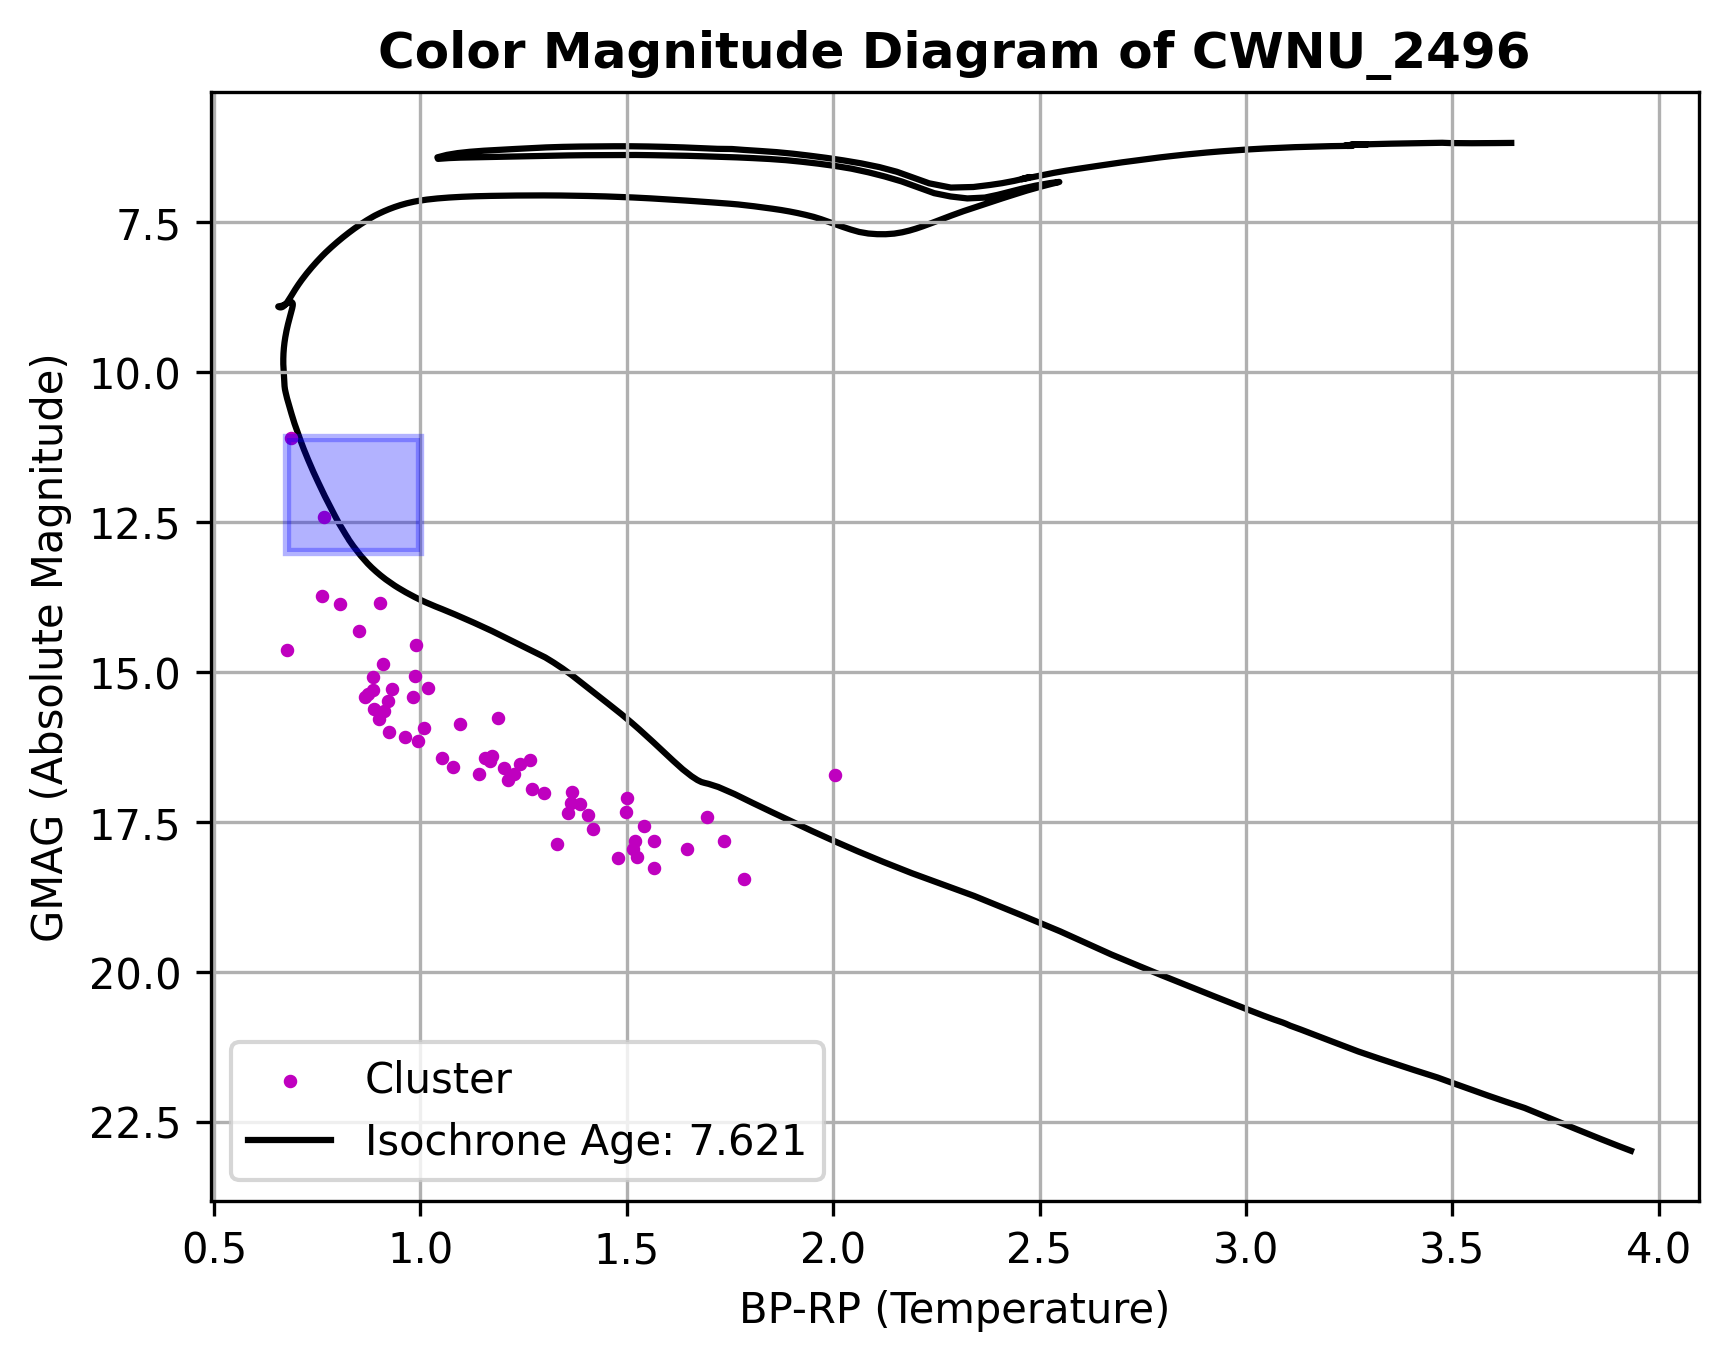 Color Magnitude Diagram of CWNU_2496
GMAG (Absolute Magnitude)
7.5
10.0
12.5
15.0
17.5
20.0
22.5
Cluster
Isochrone Age: 7.621
0.5 1.0 1.5 2.0 2.5 3.0 3.5 4.0
BP-RP (Temperature)